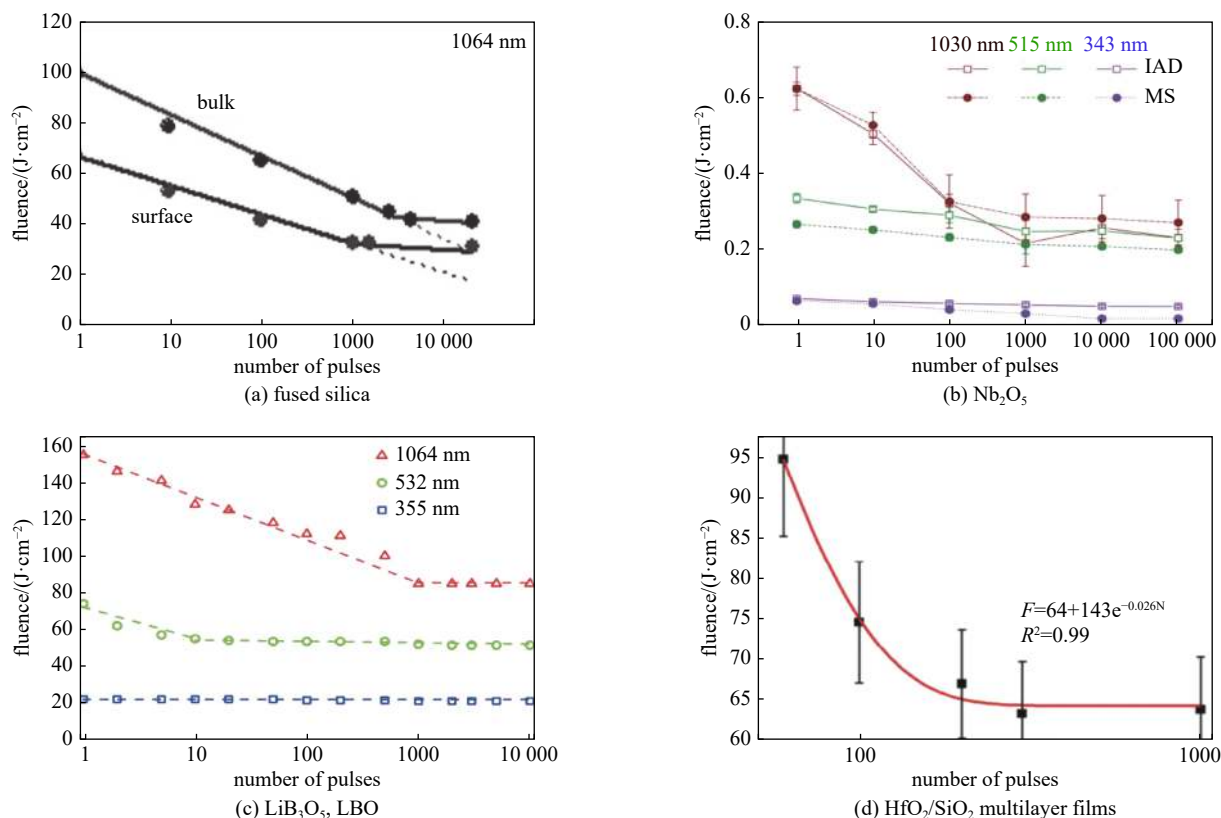 120
100
80
60
40
20
0
fluence/(J·cm⁻²)
1064 nm
bulk
surface
1 10 100 1000 10 000
number of pulses
(a) fused silica
0.8
0.6
0.4
0.2
0
fluence/(J·cm⁻²)
1030 nm 515 nm 343 nm
IAD
MS
1 10 100 1000 10 000 100 000
number of pulses
(b) Nb₂O₅
160
140
120
100
80
60
40
20
0
fluence/(J·cm⁻²)
1064 nm
532 nm
355 nm
1 10 100 1000 10 000
number of pulses
(c) LiB₃O₅, LBO
95
90
85
80
75
70
65
60
fluence/(J·cm⁻²)
F=64+143e⁻⁰·⁰²⁶ᴺ
R²=0.99
100 1000
number of pulses
(d) HfO₂/SiO₂ multilayer films